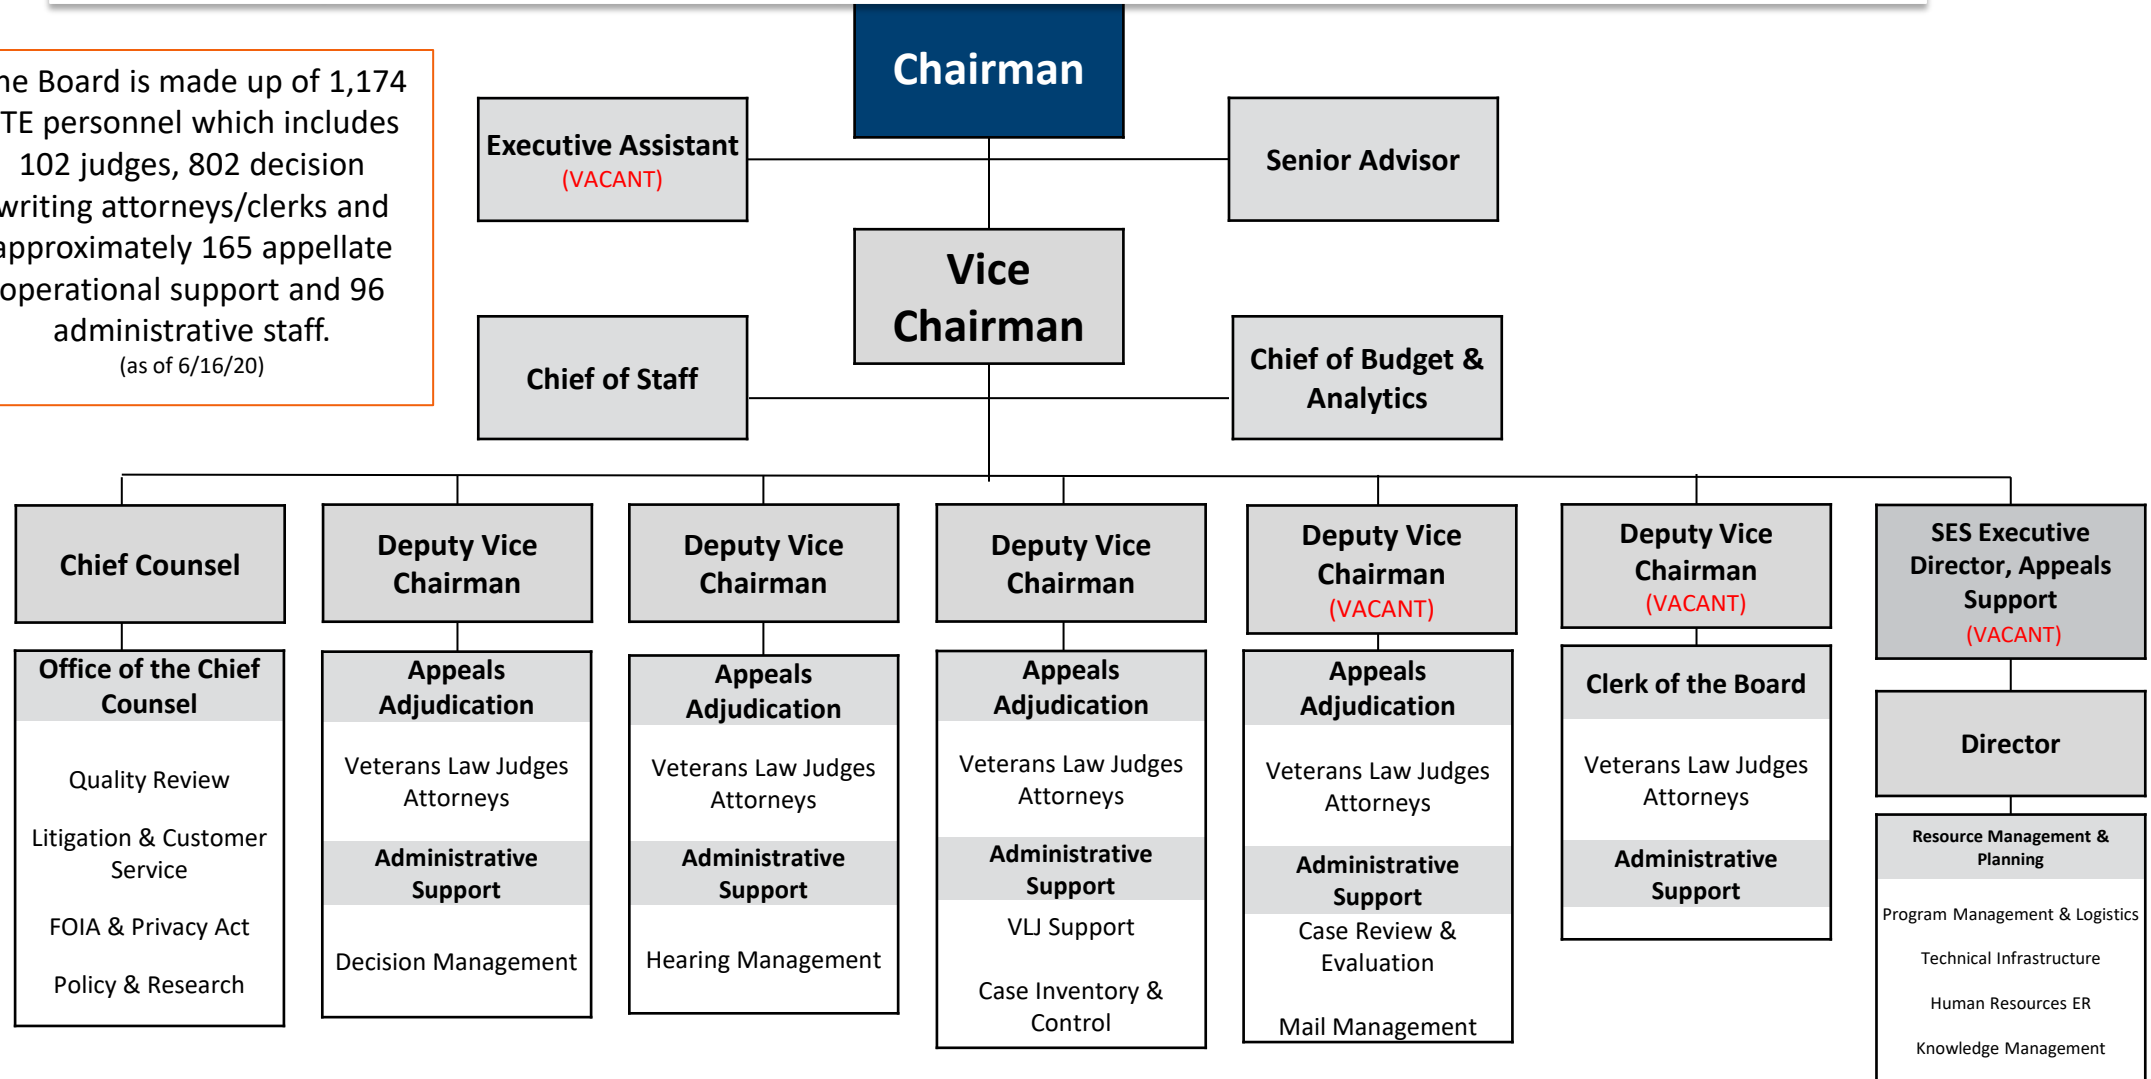 Chairman
he Board is made up of 1,174
TE personnel which includes
102 judges, 802 decision
writing attorneys/clerks and
approximately 165 appellate
operational support and 96
administrative staff.
(as of 6/16/20)
Executive Assistant
(VACANT)
Senior Advisor
Vice
Chairman
Chief of Staff
Chief of Budget &
Analytics
Chief Counsel
Office of the Chief
Counsel
Quality Review
Litigation & Customer
Service
FOIA & Privacy Act
Policy & Research
Deputy Vice
Chairman
Appeals
Adjudication
Veterans Law Judges
Attorneys
Administrative
Support
Decision Management
Deputy Vice
Chairman
Appeals
Adjudication
Veterans Law Judges
Attorneys
Administrative
Support
Hearing Management
Deputy Vice
Chairman
Appeals
Adjudication
Veterans Law Judges
Attorneys
Administrative
Support
VLJ Support
Case Inventory &
Control
Deputy Vice
Chairman
(VACANT)
Appeals
Adjudication
Veterans Law Judges
Attorneys
Administrative
Support
Case Review &
Evaluation
Mail Management
Deputy Vice
Chairman
(VACANT)
Clerk of the Board
Veterans Law Judges
Attorneys
Administrative
Support
SES Executive
Director, Appeals
Support
(VACANT)
Director
Resource Management &
Planning
Program Management & Logistics
Technical Infrastructure
Human Resources ER
Knowledge Management